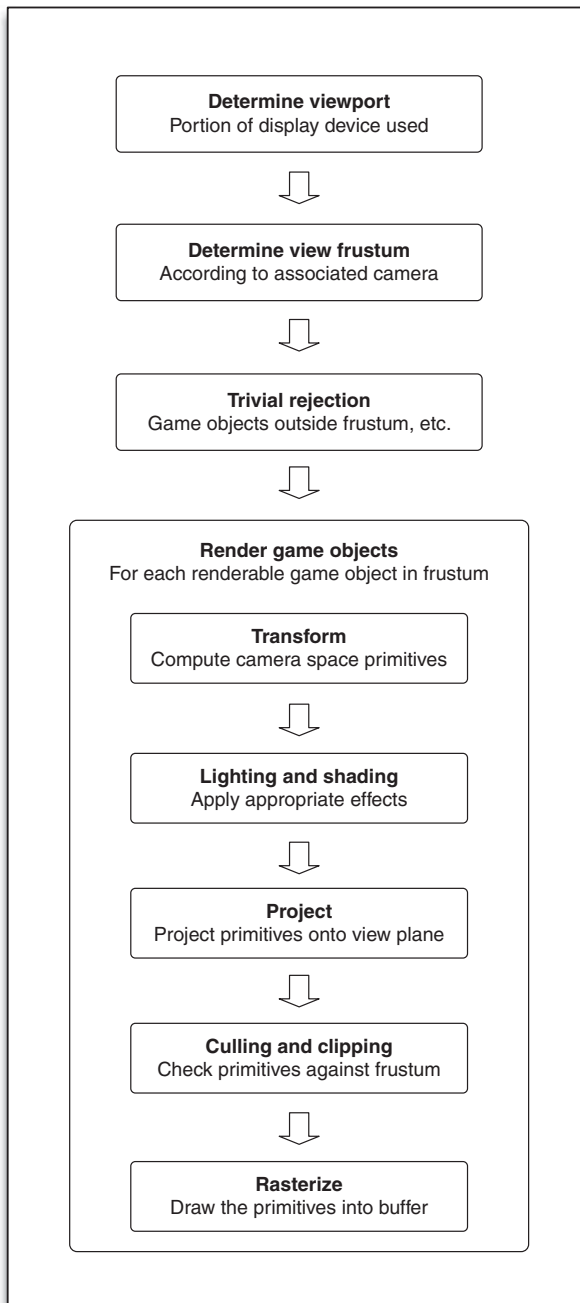 Determine viewport
Portion of display device used
Determine view frustum
According to associated camera
Trivial rejection
Game objects outside frustum, etc.
Render game objects
For each renderable game object in frustum
Transform
Compute camera space primitives
Lighting and shading
Apply appropriate effects
Project
Project primitives onto view plane
Culling and clipping
Check primitives against frustum
Rasterize
Draw the primitives into buffer